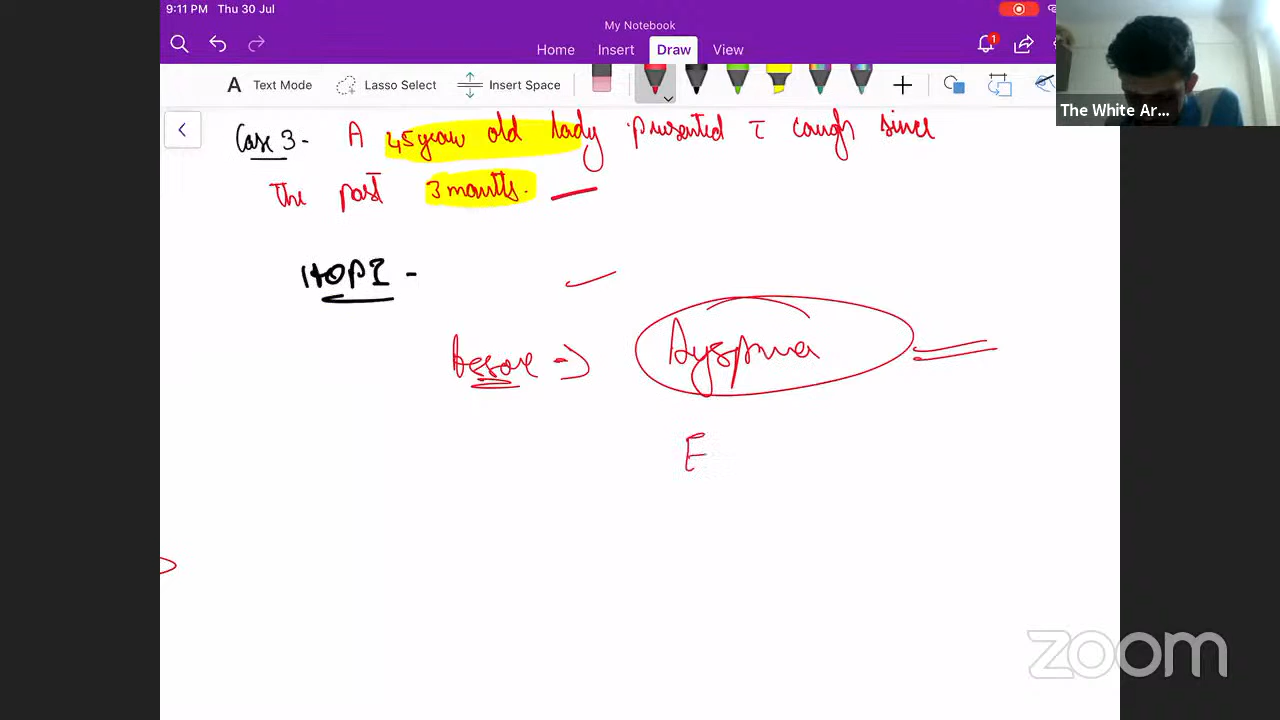 9:11 PM Thu 30 Jul
My Notebook
Home Insert Draw View
1
Text Mode Lasso Select Insert Space
The White Ar...
Case 3- A 45 year old lady presented c cough since
the past 3 months.
HOPI -
Dyspnea
E
zoom